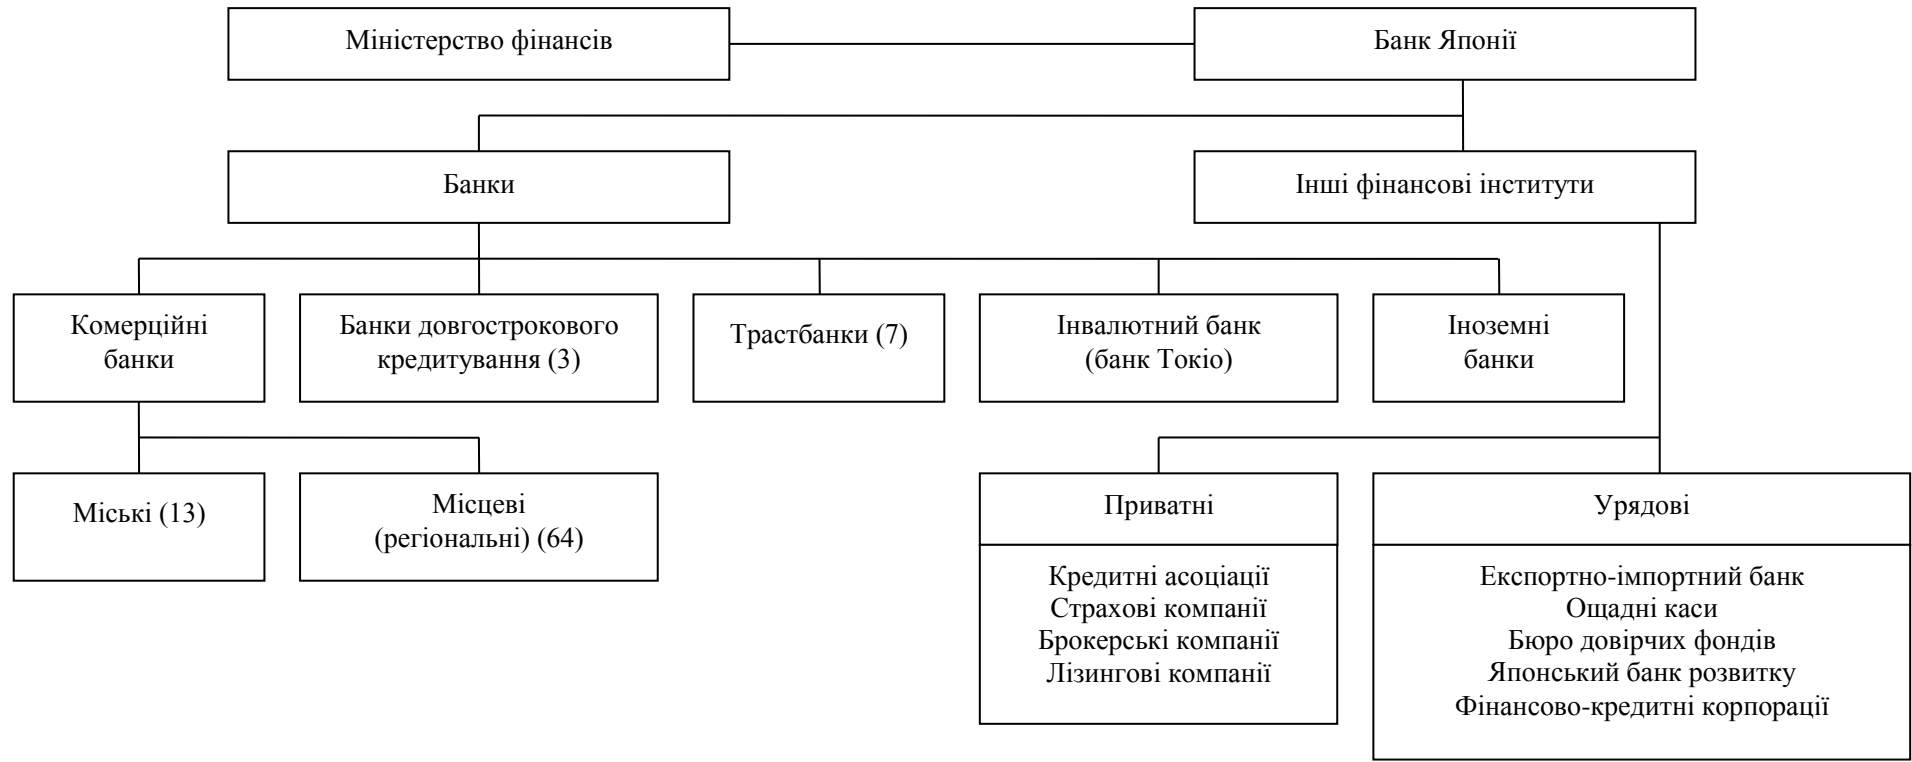 Міністерство фінансів
Банк Японії
Банки
Інші фінансові інститути
Комерційні
банки
Банки довгострокового
кредитування (3)
Трастбанки (7)
Інвалютний банк
(банк Токіо)
Іноземні
банки
Міські (13)
Місцеві
(регіональні) (64)
Приватні
Кредитні асоціації
Страхові компанії
Брокерські компанії
Лізингові компанії
Урядові
Експортно-імпортний банк
Ощадні каси
Бюро довірчих фондів
Японський банк розвитку
Фінансово-кредитні корпорації